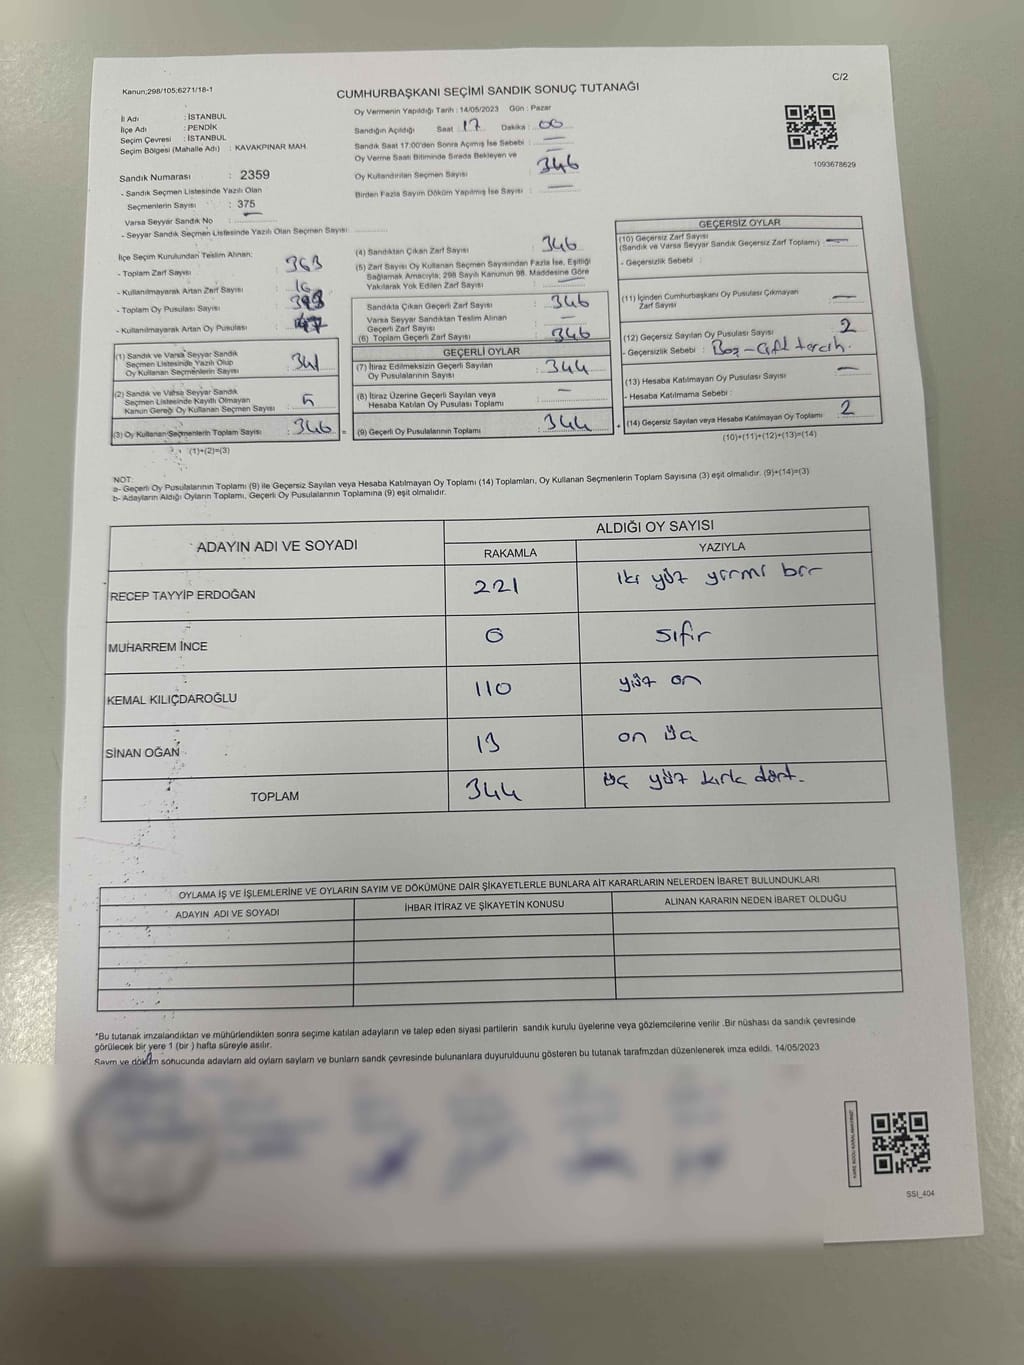 C/2
Kanun;298/105;6271/18-1
CUMHURBAŞKANI SEÇİMİ SANDIK SONUÇ TUTANAĞI
İl Adı : İSTANBUL
İlçe Adı : PENDİK
Seçim Çevresi : İSTANBUL
Seçim Bölgesi (Mahalle Adı) : KAVAKPINAR MAH.
Sandık Numarası : 2359
- Sandık Seçmen Listesinde Yazılı Olan
Seçmenlerin Sayısı : 375
Varsa Seyyar Sandık No :
- Seyyar Sandık Seçmen Listesinde Yazılı Olan Seçmen Sayısı:
Oy Vermenin Yapıldığı Tarih : 14/05/2023 Gün : Pazar
Sandığın Açıldığı Saat : 17 Dakika : 00
Sandık Saat 17:00'den Sonra Açımış İse Sebebi : —
Oy Verme Saati Bitiminde Sırada Bekleyen ve
Oy Kullandırılan Seçmen Sayısı : 346
Birden Fazla Sayım Döküm Yapılmış İse Sayısı : —
1093678629
İlçe Seçim Kurulundan Teslim Alınan:
- Toplam Zarf Sayısı : 363
- Kullanılmayarak Artan Zarf Sayısı :
- Toplam Oy Pusulası Sayısı :
- Kullanılmayarak Artan Oy Pusulası :
(1) Sandık ve Varsa Seyyar Sandık
Seçmen Listesinde Yazılı Olup
Oy Kullanan Seçmenlerin Sayısı : 341
(2) Sandık ve Varsa Seyyar Sandık
Seçmen Listesinde Kayıtlı Olmayan
Kanun Gereği Oy Kullanan Seçmen Sayısı : 5
(3) Oy Kullanan Seçmenlerin Toplam Sayısı : 346 =
(1)+(2)=(3)
(4) Sandıktan Çıkan Zarf Sayısı : 346
(5) Zarf Sayısı Oy Kullanan Seçmen Sayısından Fazla İse, Eşitliği
Sağlamak Amacıyla; 298 Sayılı Kanunun 98. Maddesine Göre
Yakılarak Yok Edilen Zarf Sayısı : —
Sandıkta Çıkan Geçerli Zarf Sayısı : 346
Varsa Seyyar Sandıktan Teslim Alınan
Geçerli Zarf Sayısı : —
(6) Toplam Geçerli Zarf Sayısı : 346
GEÇERLİ OYLAR
(7) İtiraz Edilmeksizin Geçerli Sayılan
Oy Pusulalarının Sayısı : 344
(8) İtiraz Üzerine Geçerli Sayılan veya
Hesaba Katılan Oy Pusulası Toplamı : —
(9) Geçerli Oy Pusulalarının Toplamı : 344 +
GEÇERSİZ OYLAR
(10) Geçersiz Zarf Sayısı
(Sandık ve Varsa Seyyar Sandık Geçersiz Zarf Toplamı) : —
- Geçersizlik Sebebi :
(11) İçinden Cumhurbaşkanı Oy Pusulası Çıkmayan
Zarf Sayısı : —
(12) Geçersiz Sayılan Oy Pusulası Sayısı : 2
- Geçersizlik Sebebi : Boş - Çift tercih.
(13) Hesaba Katılmayan Oy Pusulası Sayısı : —
- Hesaba Katılmama Sebebi :
(14) Geçersiz Sayılan veya Hesaba Katılmayan Oy Toplamı : 2
(10)+(11)+(12)+(13)=(14)
NOT:
a- Geçerli Oy Pusulalarının Toplamı (9) ile Geçersiz Sayılan veya Hesaba Katılmayan Oy Toplamı (14) Toplamları, Oy Kullanan Seçmenlerin Toplam Sayısına (3) eşit olmalıdır. (9)+(14)=(3)
b- Adayların Aldığı Oyların Toplamı, Geçerli Oy Pusulalarının Toplamına (9) eşit olmalıdır.
ADAYIN ADI VE SOYADI ALDIĞI OY SAYISI
RAKAMLA YAZIYLA
RECEP TAYYİP ERDOĞAN 221 iki yüz yirmi bir
MUHARREM İNCE 0 sıfır
KEMAL KILIÇDAROĞLU 110 yüz on
SİNAN OĞAN 13 on üç
TOPLAM 344 üç yüz kırk dört.
OYLAMA İŞ VE İŞLEMLERİNE VE OYLARIN SAYIM VE DÖKÜMÜNE DAİR ŞİKAYETLERLE BUNLARA AİT KARARLARIN NELERDEN İBARET BULUNDUKLARI
ADAYIN ADI VE SOYADI İHBAR İTİRAZ VE ŞİKAYETİN KONUSU ALINAN KARARIN NEDEN İBARET OLDUĞU
*Bu tutanak imzalandıktan ve mühürlendikten sonra seçime katılan adayların ve talep eden siyasi partilerin sandık kurulu üyelerine veya gözlemcilerine verilir .Bir nüshası da sandık çevresinde
görülecek bir yere 1 (bir ) hafta süreyle asılır.
Sayım ve döküm sonucunda adayların ald oyların sayların ve bunların sandk çevresinde bulunanlara duyurulduunu gösteren bu tutanak tarafmzdan düzenlenerek imza edildi. 14/05/2023
SSI_404